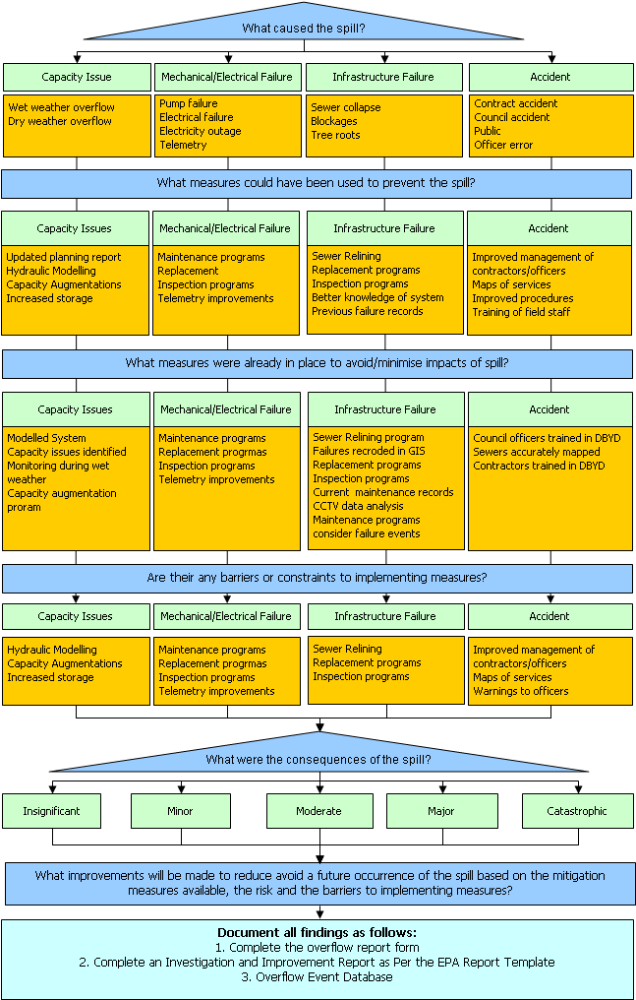 What caused the spill?
Capacity Issue
Wet weather overflow
Dry weather overflow
Mechanical/Electrical Failure
Pump failure
Electrical failure
Electricity outage
Telemetry
Infrastructure Failure
Sewer collapse
Blockages
Tree roots
Accident
Contract accident
Council accident
Public
Officer error
What measures could have been used to prevent the spill?
Capacity Issues
Updated planning report
Hydraulic Modelling
Capacity Augmentations
Increased storage
Mechanical/Electrical Failure
Maintenance programs
Replacement
Inspection programs
Telemetry improvements
Infrastructure Failure
Sewer Relining
Replacement programs
Inspection programs
Better knowledge of system
Previous failure records
Accident
Improved management of
contractors/officers
Maps of services
Improved procedures
Training of field staff
What measures were already in place to avoid/minimise impacts of spill?
Capacity Issues
Modelled System
Capacity issues identified
Monitoring during wet
weather
Capacity augmentation
proram
Mechanical/Electrical Failure
Maintenance programs
Replacement progrmas
Inspection programs
Telemetry improvements
Infrastructure Failure
Sewer Relining program
Failures recroded in GIS
Replacement programs
Inspection programs
Current maintenance records
CCTV data analysis
Maintenance programs
consider failure events
Accident
Council officers trained in DBYD
Sewers accurately mapped
Contractors trained in DBYD
Are their any barriers or constraints to implementing measures?
Capacity Issues
Hydraulic Modelling
Capacity Augmentations
Increased storage
Mechanical/Electrical Failure
Maintenance programs
Replacement progrmas
Inspection programs
Telemetry improvements
Infrastructure Failure
Sewer Relining
Replacement programs
Inspection programs
Accident
Improved management of
contractors/officers
Maps of services
Warnings to officers
What were the consequences of the spill?
Insignificant
Minor
Moderate
Major
Catastrophic
What improvements will be made to reduce avoid a future occurrence of the spill based on the mitigation
measures available, the risk and the barriers to implementing measures?
Document all findings as follows:
1. Complete the overflow report form
2. Complete an Investigation and Improvement Report as Per the EPA Report Template
3. Overflow Event Database